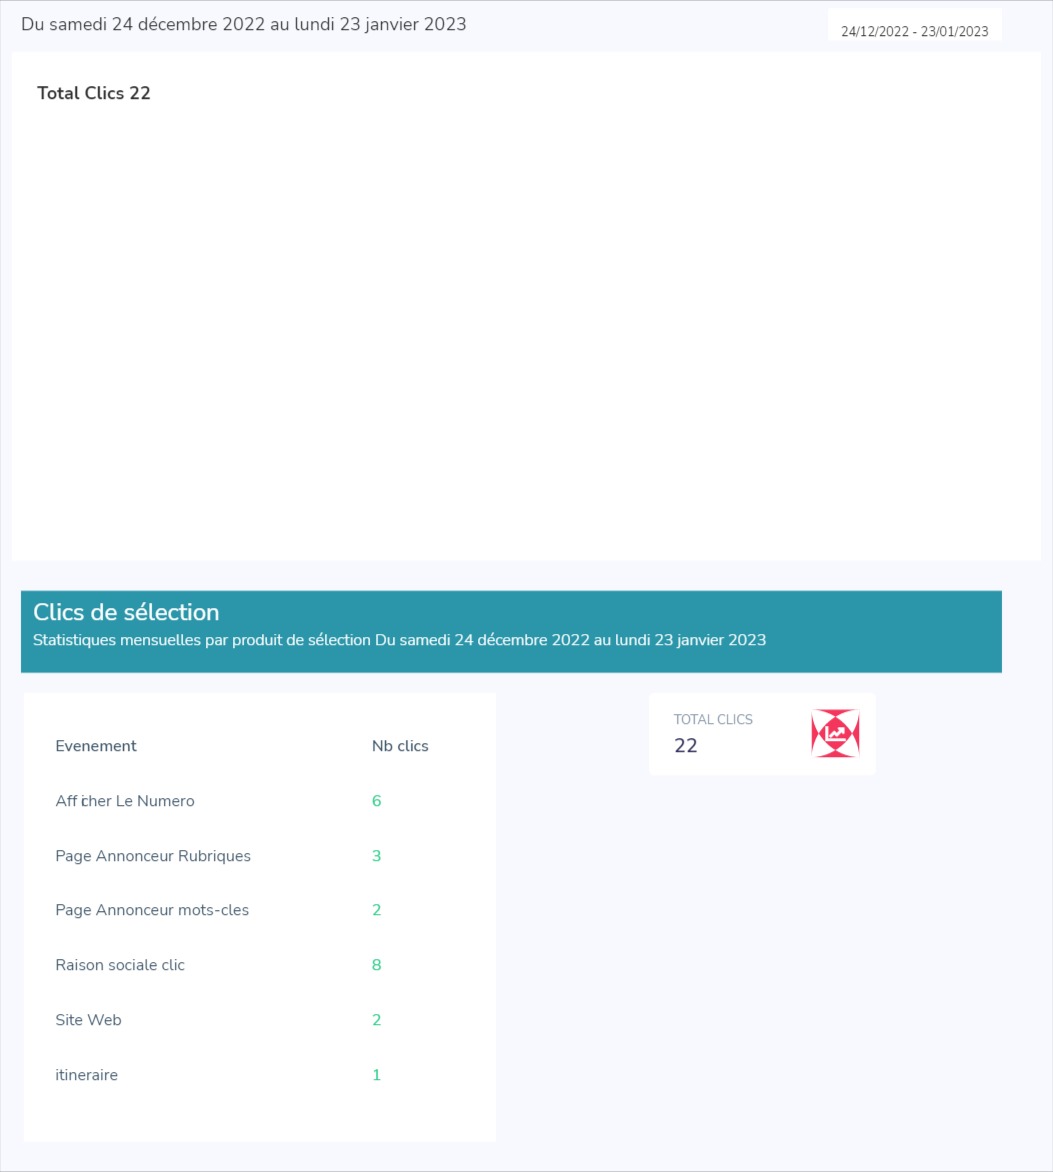 Du samedi 24 décembre 2022 au lundi 23 janvier 2023
24/12/2022 - 23/01/2023
Total Clics 22
Clics de sélection
Statistiques mensuelles par produit de sélection Du samedi 24 décembre 2022 au lundi 23 janvier 2023
TOTAL CLICS
22
Evenement Nb clics
Afficher Le Numero 6
Page Annonceur Rubriques 3
Page Annonceur mots-cles 2
Raison sociale clic 8
Site Web 2
itineraire 1